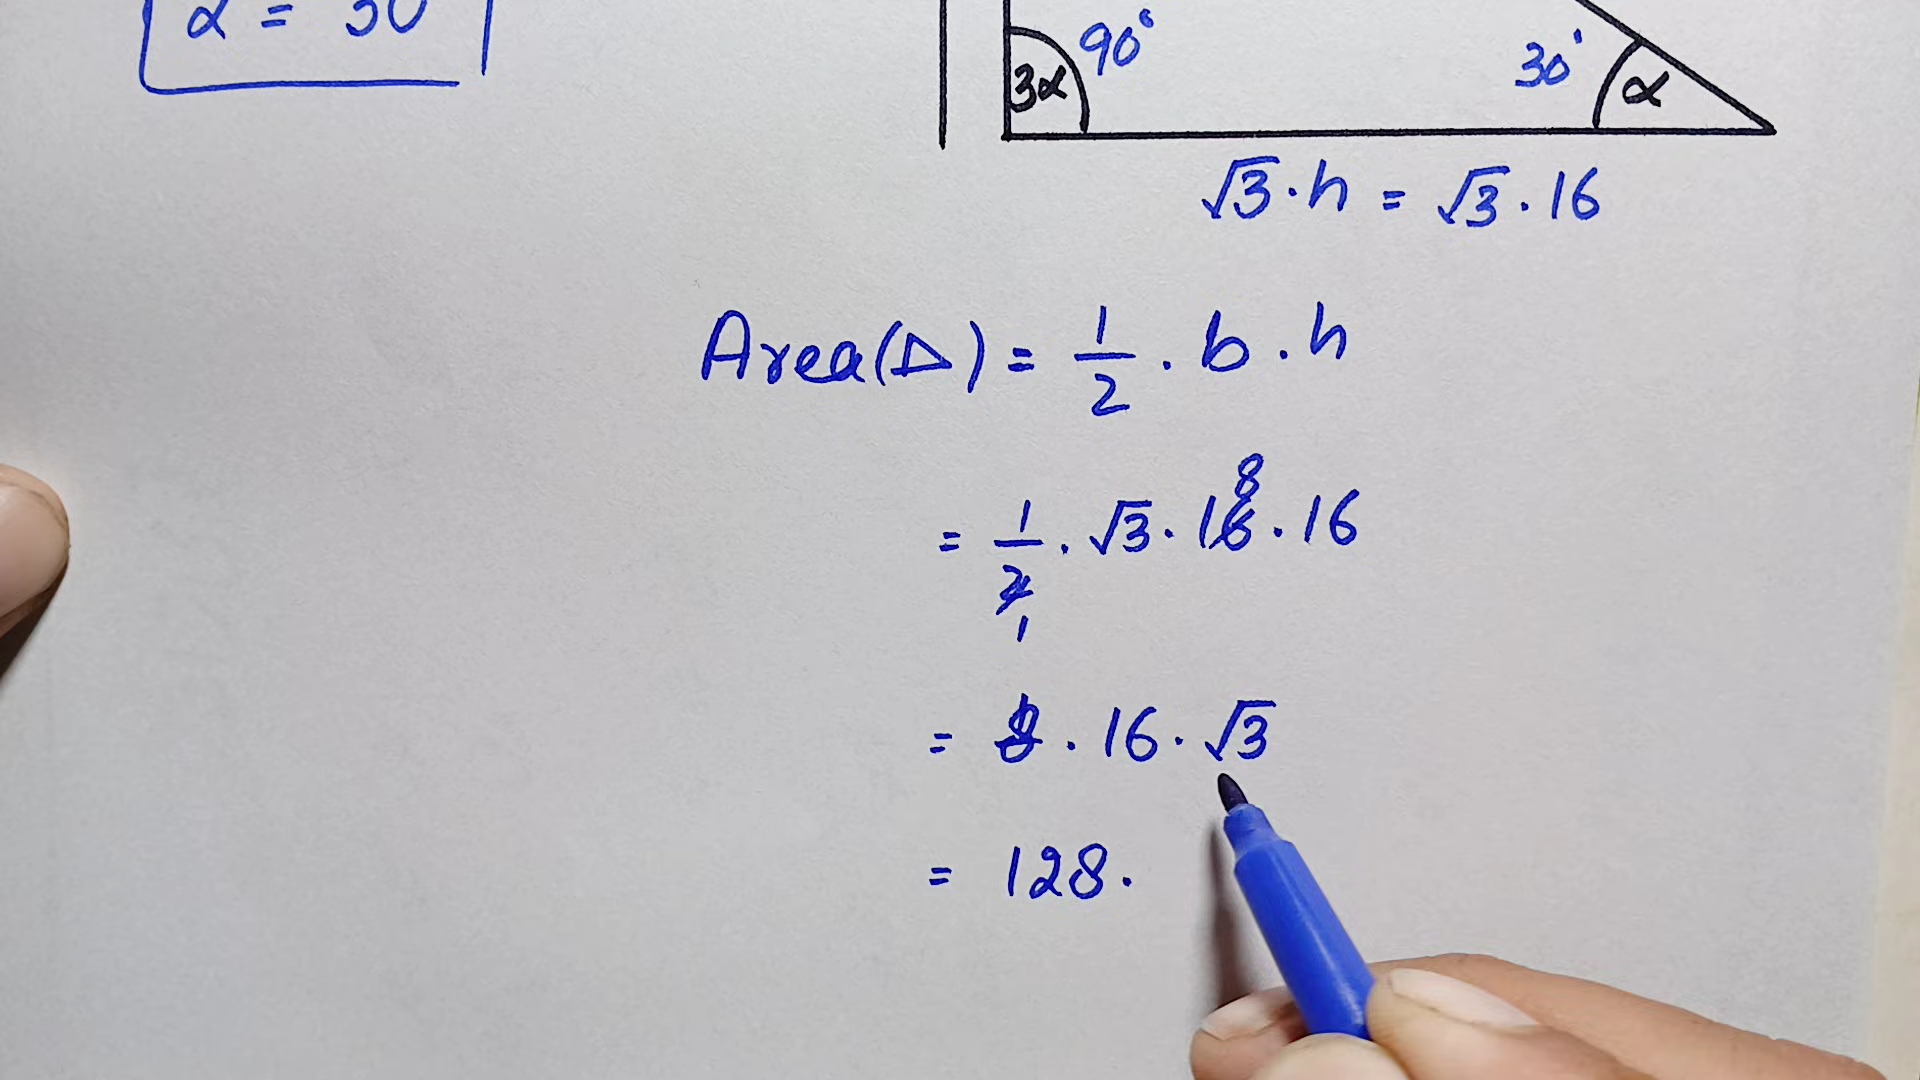 α = 30
90°
3α
30°
α
√3 · h = √3 · 16
Area(Δ) = 1/2 · b · h
8
= 1/2 · √3 · 16 · 16
1
= 8 · 16 · √3
= 128 ·